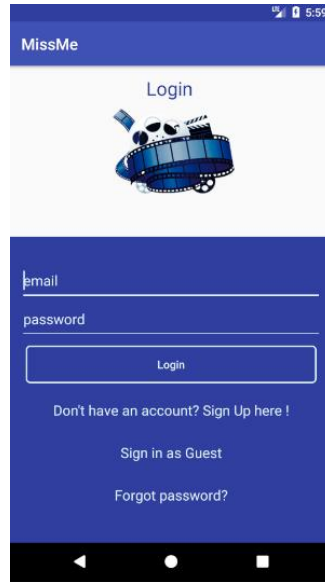 5:59
MissMe
Login
email
password
Login
Don't have an account? Sign Up here !
Sign in as Guest
Forgot password?